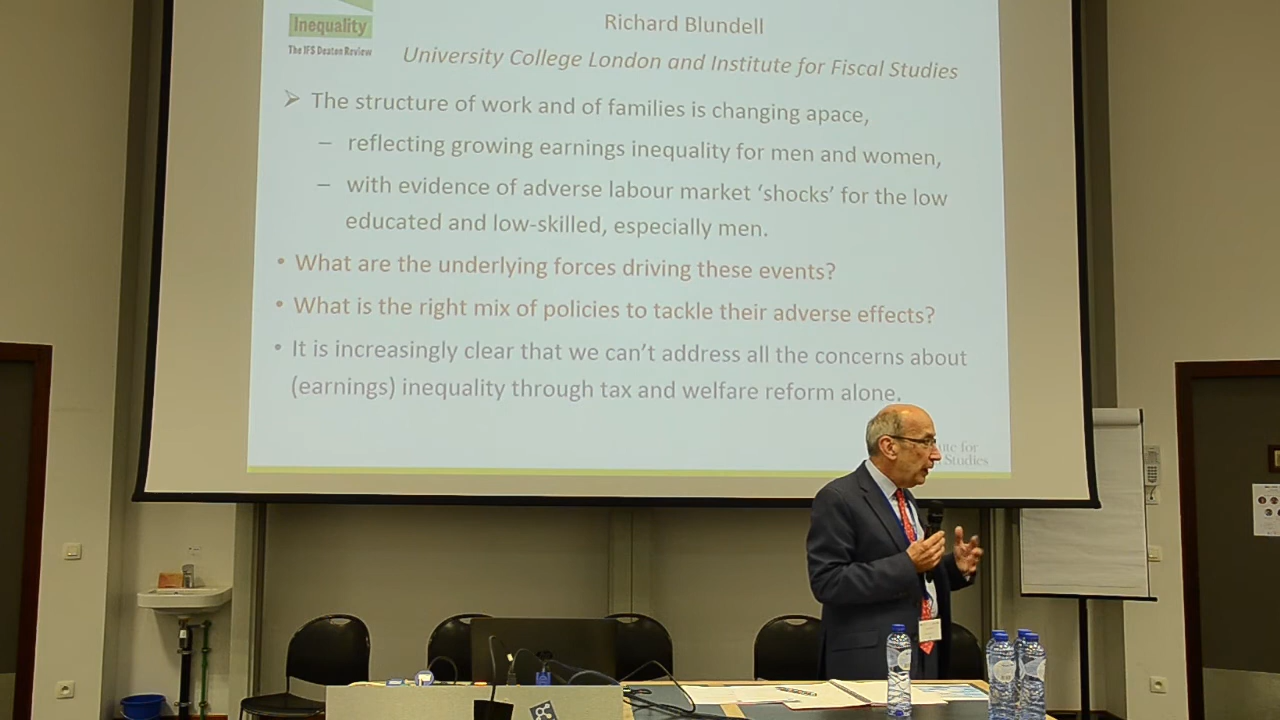 Inequality
The IFS Deaton Review
Richard Blundell
University College London and Institute for Fiscal Studies
➢ The structure of work and of families is changing apace,
– reflecting growing earnings inequality for men and women,
– with evidence of adverse labour market ‘shocks’ for the low
educated and low-skilled, especially men.
• What are the underlying forces driving these events?
• What is the right mix of policies to tackle their adverse effects?
• It is increasingly clear that we can’t address all the concerns about
(earnings) inequality through tax and welfare reform alone.
ute for
Studies